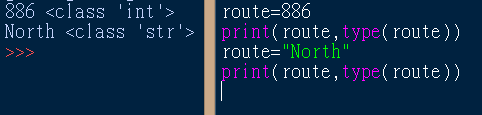 886 <class 'int'>
North <class 'str'>
>>>
route=886
print(route,type(route))
route="North"
print(route,type(route))